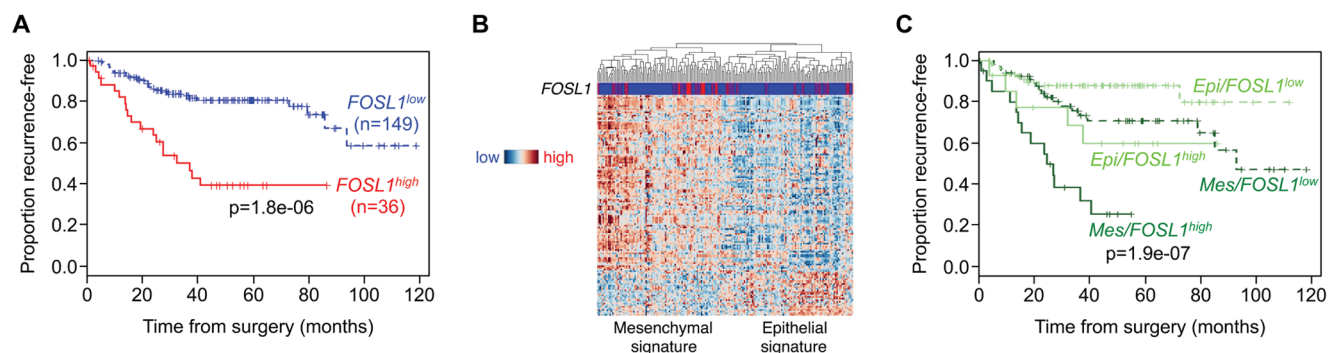 A
Proportion recurrence-free
1.0
0.8
0.6
0.4
0.2
0.0
FOSL1low
(n=149)
FOSL1high
(n=36)
p=1.8e-06
0 20 40 60 80 100 120
Time from surgery (months)
B
FOSL1
low high
Mesenchymal
signature
Epithelial
signature
C
Proportion recurrence-free
1.0
0.8
0.6
0.4
0.2
0.0
Epi/FOSL1low
Epi/FOSL1high
Mes/FOSL1low
Mes/FOSL1high
p=1.9e-07
0 20 40 60 80 100 120
Time from surgery (months)